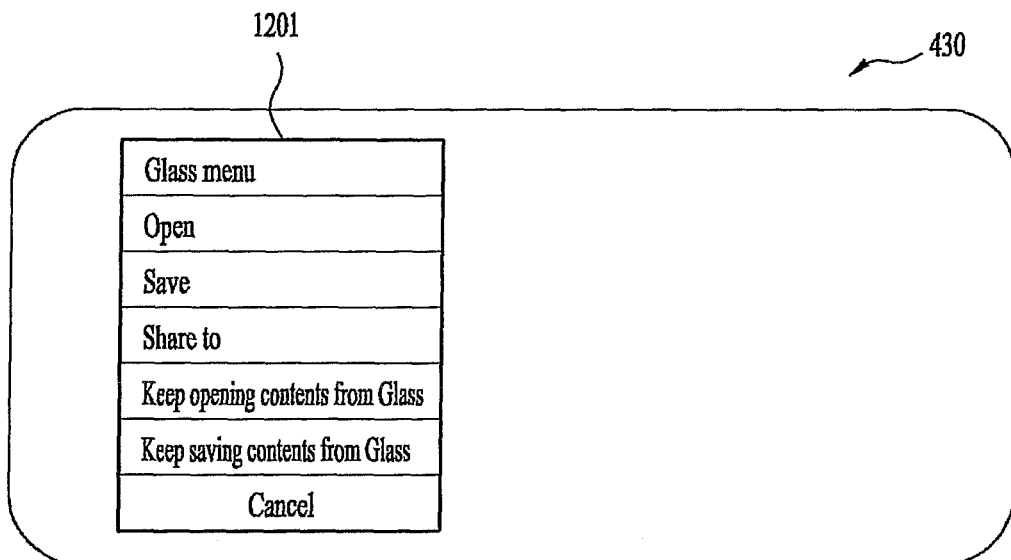 1201
430
Glass menu
Open
Save
Share to
Keep opening contents from Glass
Keep saving contents from Glass
Cancel